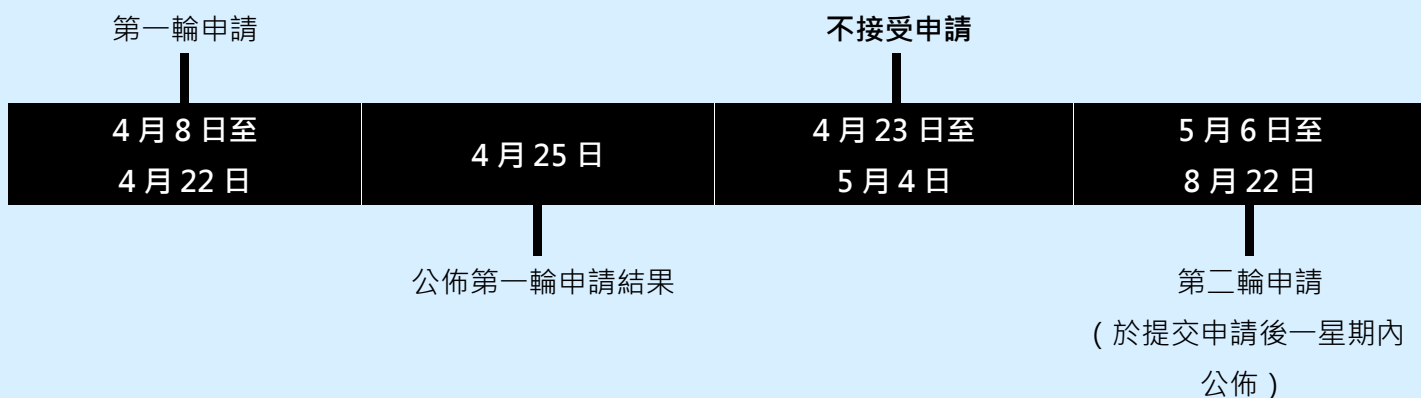 第一輪申請
不接受申請
4 月 8 日至
4 月 22 日
4 月 25 日
4 月 23 日至
5 月 4 日
5 月 6 日至
8 月 22 日
公佈第一輪申請結果
第二輪申請
（於提交申請後一星期內
公佈）